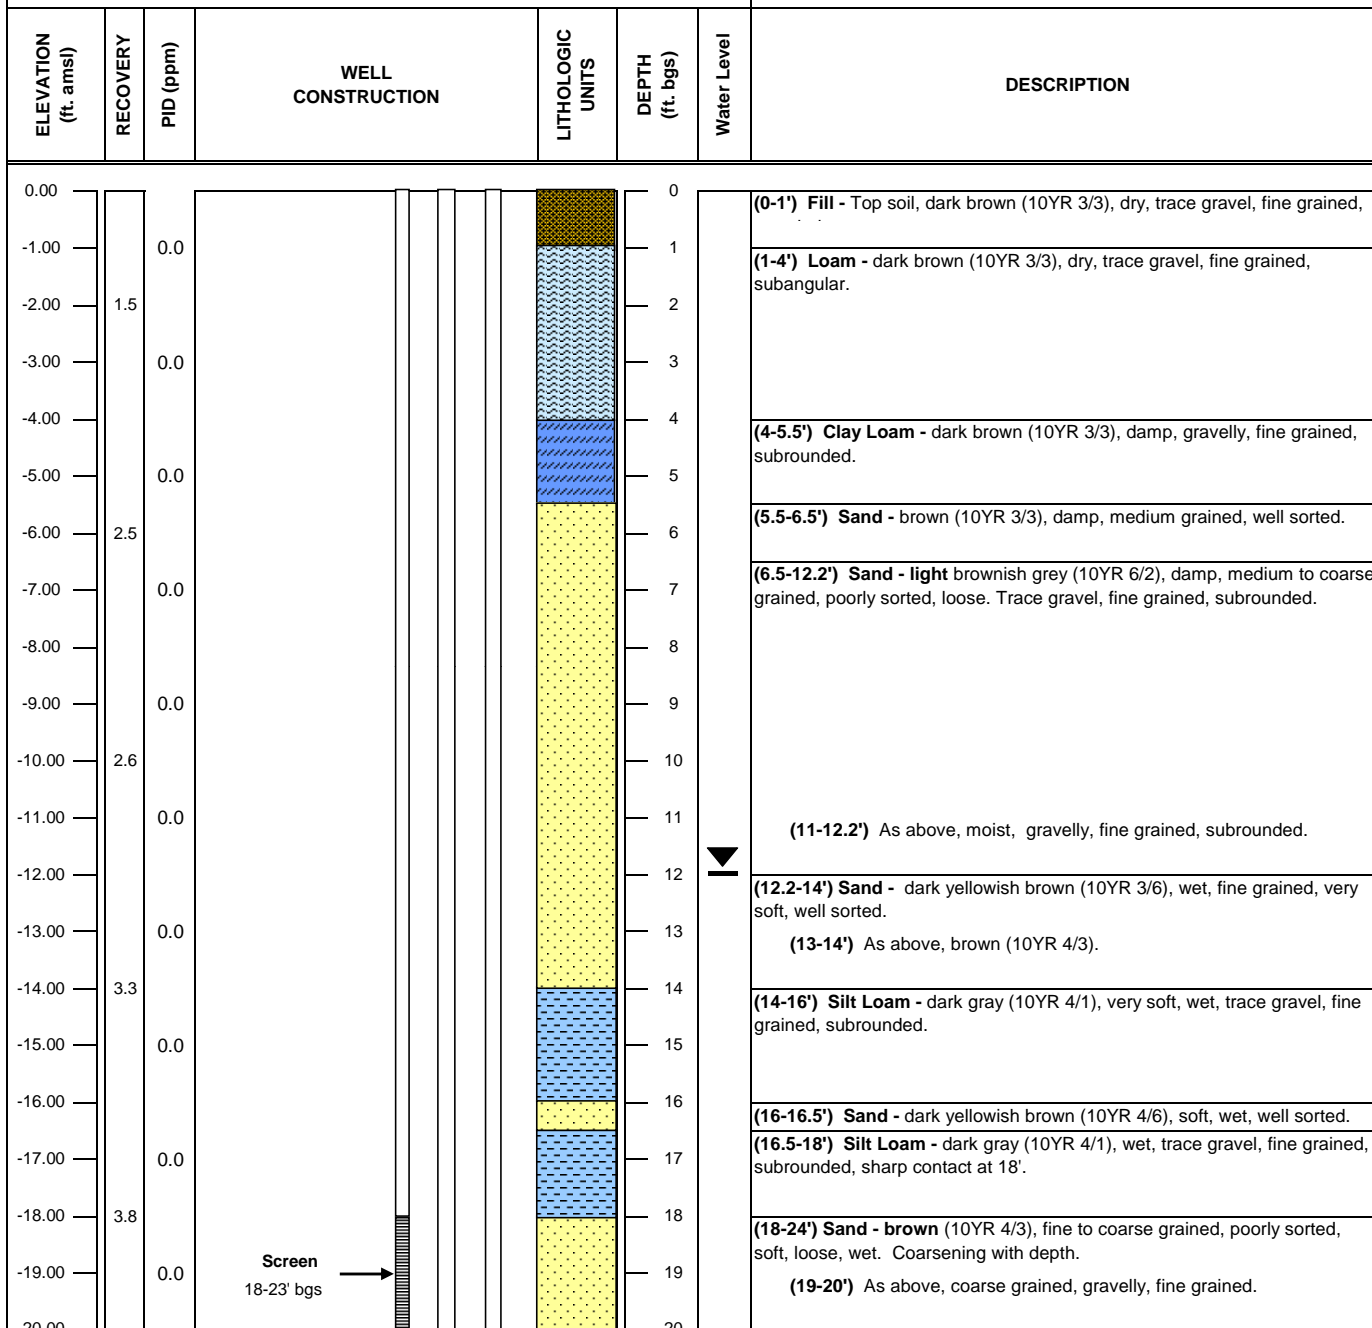 ELEVATION
(ft. amsl)
RECOVERY
PID (ppm)
WELL
CONSTRUCTION
LITHOLOGIC
UNITS
DEPTH
(ft. bgs)
Water Level
DESCRIPTION
0.00 0
(0-1') Fill - Top soil, dark brown (10YR 3/3), dry, trace gravel, fine grained,
-1.00 0.0 1
(1-4') Loam - dark brown (10YR 3/3), dry, trace gravel, fine grained,
subangular.
-2.00 1.5 2
-3.00 0.0 3
-4.00 4
(4-5.5') Clay Loam - dark brown (10YR 3/3), damp, gravelly, fine grained,
subrounded.
-5.00 0.0 5
(5.5-6.5') Sand - brown (10YR 3/3), damp, medium grained, well sorted.
-6.00 2.5 6
(6.5-12.2') Sand - light brownish grey (10YR 6/2), damp, medium to coarse
grained, poorly sorted, loose. Trace gravel, fine grained, subrounded.
-7.00 0.0 7
-8.00 8
-9.00 0.0 9
-10.00 2.6 10
-11.00 0.0 11
(11-12.2') As above, moist, gravelly, fine grained, subrounded.
-12.00 12
(12.2-14') Sand - dark yellowish brown (10YR 3/6), wet, fine grained, very
soft, well sorted.
-13.00 0.0 13
(13-14') As above, brown (10YR 4/3).
-14.00 3.3 14
(14-16') Silt Loam - dark gray (10YR 4/1), very soft, wet, trace gravel, fine
grained, subrounded.
-15.00 0.0 15
-16.00 16
(16-16.5') Sand - dark yellowish brown (10YR 4/6), soft, wet, well sorted.
(16.5-18') Silt Loam - dark gray (10YR 4/1), wet, trace gravel, fine grained,
subrounded, sharp contact at 18'.
-17.00 0.0 17
-18.00 3.8 18
(18-24') Sand - brown (10YR 4/3), fine to coarse grained, poorly sorted,
soft, loose, wet. Coarsening with depth.
Screen
18-23' bgs
-19.00 0.0 19
(19-20') As above, coarse grained, gravelly, fine grained.